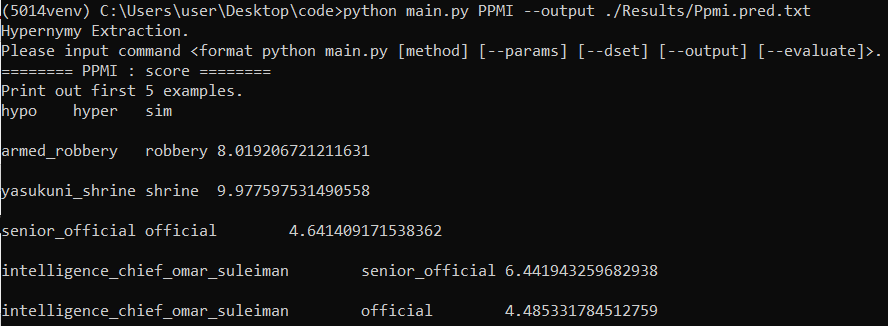 (5014venv) C:\Users\user\Desktop\code>python main.py PPMI --output ./Results/Ppmi.pred.txt
Hypernymy Extraction.
Please input command <format python main.py [method] [--params] [--dset] [--output] [--evaluate]>.
======== PPMI : score ========
Print out first 5 examples.
hypo    hyper   sim
armed_robbery   robbery 8.019206721211631
yasukuni_shrine shrine  9.977597531490558
senior_official official        4.641409171538362
intelligence_chief_omar_suleiman        senior_official 6.441943259682938
intelligence_chief_omar_suleiman        official        4.485331784512759